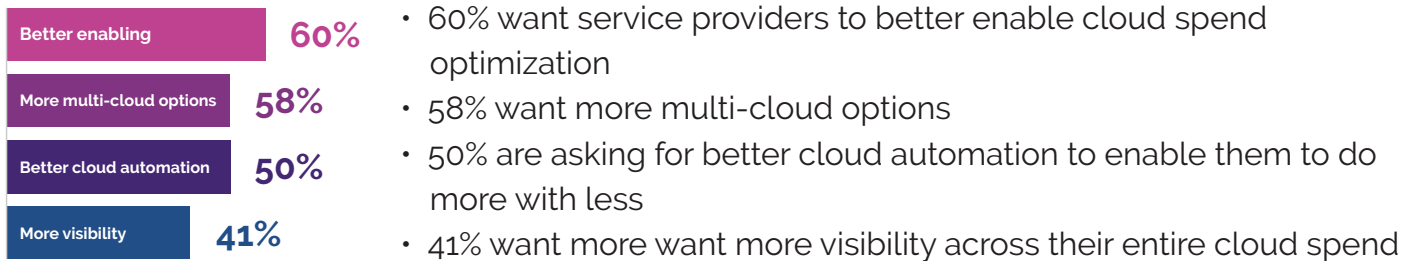 Better enabling 60%
More multi-cloud options 58%
Better cloud automation 50%
More visibility 41%
• 60% want service providers to better enable cloud spend
optimization
• 58% want more multi-cloud options
• 50% are asking for better cloud automation to enable them to do
more with less
• 41% want more want more visibility across their entire cloud spend